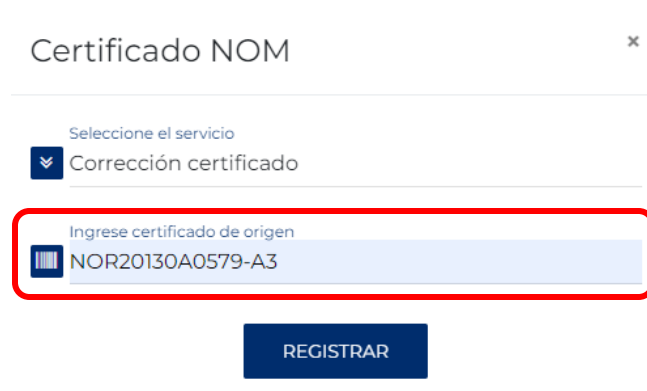 Certificado NOM
×
Seleccione el servicio
Corrección certificado
Ingrese certificado de origen
NOR20130A0579-A3
REGISTRAR